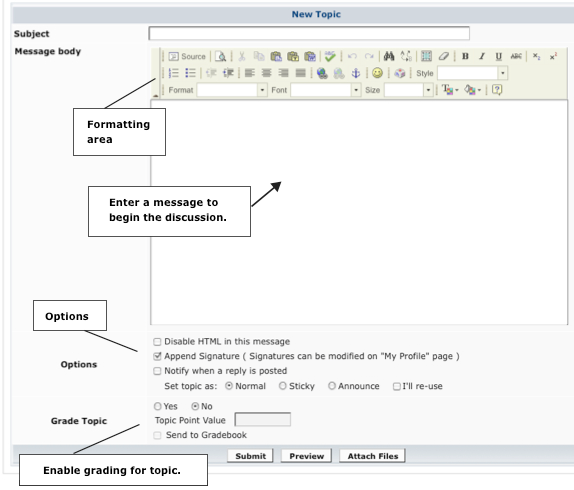 New Topic
Subject
Message body
Source
B I U ABC x₂ x²
Style
Format Font Size
Formatting
area
Enter a message to
begin the discussion.
Options
Disable HTML in this message
Append Signature ( Signatures can be modified on "My Profile" page )
Options
Notify when a reply is posted
Set topic as: Normal Sticky Announce I'll re-use
Yes No
Grade Topic
Topic Point Value
Send to Gradebook
Submit Preview Attach Files
Enable grading for topic.